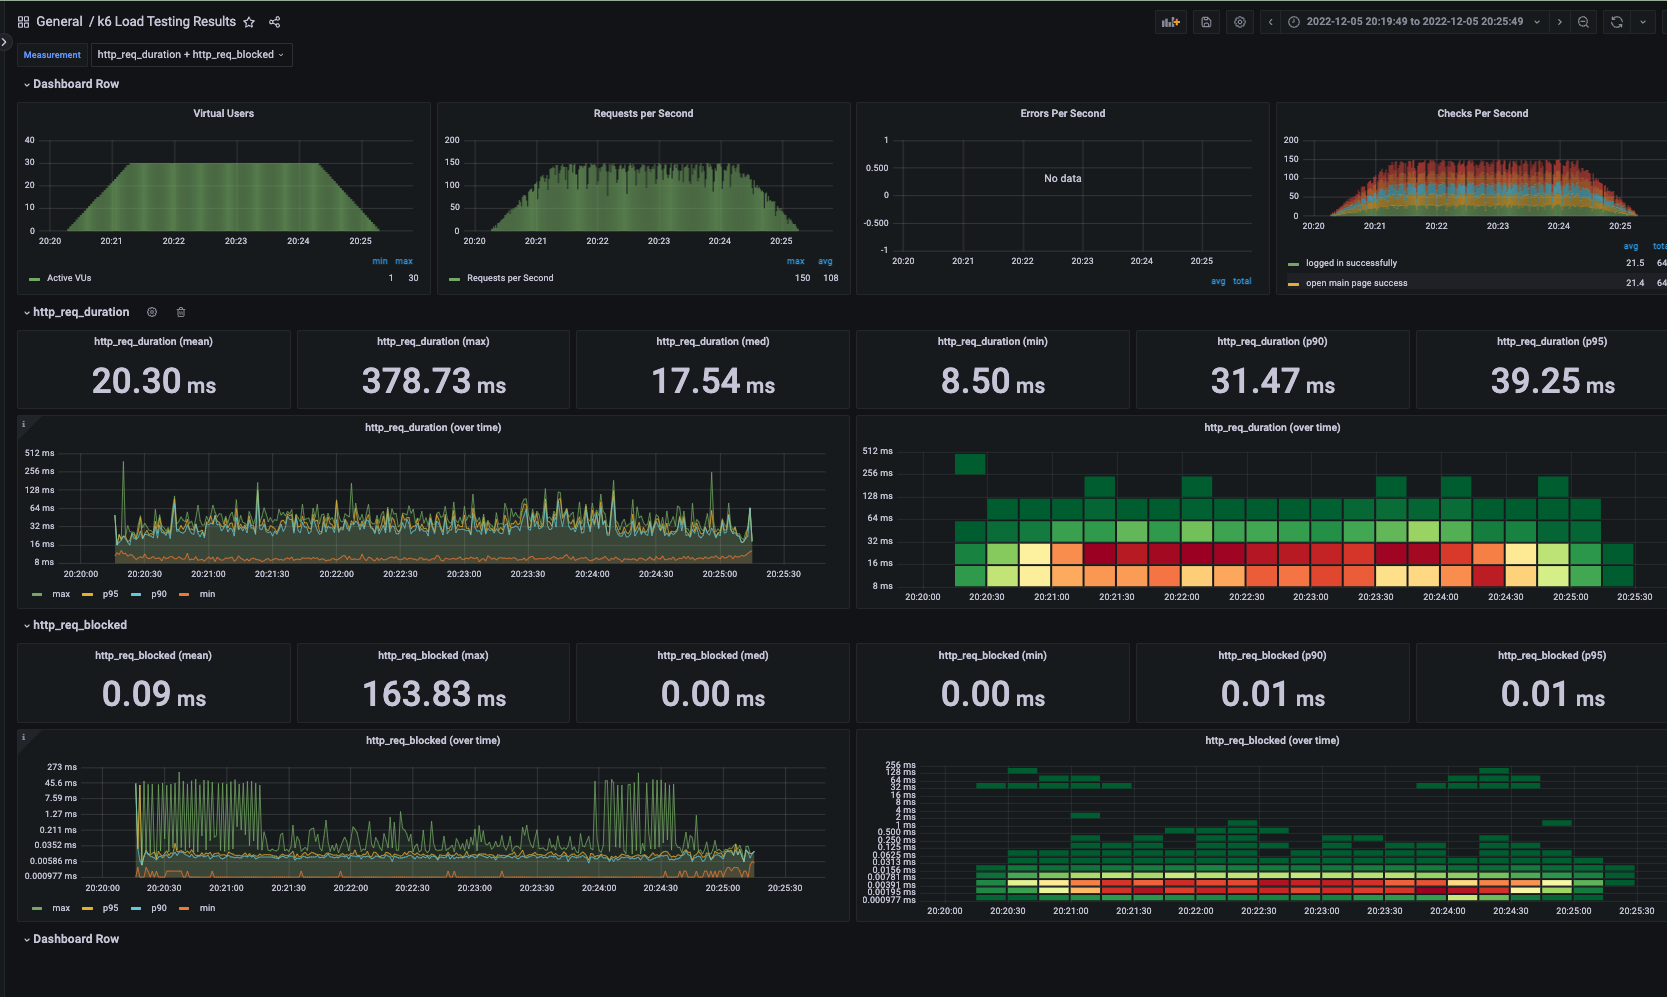 General / k6 Load Testing Results
2022-12-05 20:19:49 to 2022-12-05 20:25:49
Measurement
http_req_duration + http_req_blocked
Dashboard Row
Virtual Users
40
30
20
10
0
20:20 20:21 20:22 20:23 20:24 20:25
min max
Active VUs 1 30
Requests per Second
200
150
100
50
0
20:20 20:21 20:22 20:23 20:24 20:25
max avg
Requests per Second 150 108
Errors Per Second
1
0.500
0
-0.500
-1
No data
20:20 20:21 20:22 20:23 20:24 20:25
avg total
Checks Per Second
200
150
100
50
0
20:20 20:21 20:22 20:23 20:24 20:25
avg tota
logged in successfully 21.5 64
open main page success 21.4 64
http_req_duration
http_req_duration (mean)
20.30 ms
http_req_duration (max)
378.73 ms
http_req_duration (med)
17.54 ms
http_req_duration (min)
8.50 ms
http_req_duration (p90)
31.47 ms
http_req_duration (p95)
39.25 ms
i
http_req_duration (over time)
512 ms
256 ms
128 ms
64 ms
32 ms
16 ms
8 ms
20:20:00 20:20:30 20:21:00 20:21:30 20:22:00 20:22:30 20:23:00 20:23:30 20:24:00 20:24:30 20:25:00 20:25:30
max p95 p90 min
http_req_duration (over time)
512 ms
256 ms
128 ms
64 ms
32 ms
16 ms
8 ms
20:20:00 20:20:30 20:21:00 20:21:30 20:22:00 20:22:30 20:23:00 20:23:30 20:24:00 20:24:30 20:25:00 20:25:30
http_req_blocked
http_req_blocked (mean)
0.09 ms
http_req_blocked (max)
163.83 ms
http_req_blocked (med)
0.00 ms
http_req_blocked (min)
0.00 ms
http_req_blocked (p90)
0.01 ms
http_req_blocked (p95)
0.01 ms
i
http_req_blocked (over time)
273 ms
45.6 ms
7.59 ms
1.27 ms
0.211 ms
0.0352 ms
0.00586 ms
0.000977 ms
20:20:00 20:20:30 20:21:00 20:21:30 20:22:00 20:22:30 20:23:00 20:23:30 20:24:00 20:24:30 20:25:00 20:25:30
max p95 p90 min
http_req_blocked (over time)
256 ms
128 ms
64 ms
32 ms
16 ms
8 ms
4 ms
2 ms
1 ms
0.500 ms
0.250 ms
0.125 ms
0.0625 ms
0.0313 ms
0.0156 ms
0.00781 ms
0.00391 ms
0.00195 ms
0.000977 ms
20:20:00 20:20:30 20:21:00 20:21:30 20:22:00 20:22:30 20:23:00 20:23:30 20:24:00 20:24:30 20:25:00 20:25:30
Dashboard Row